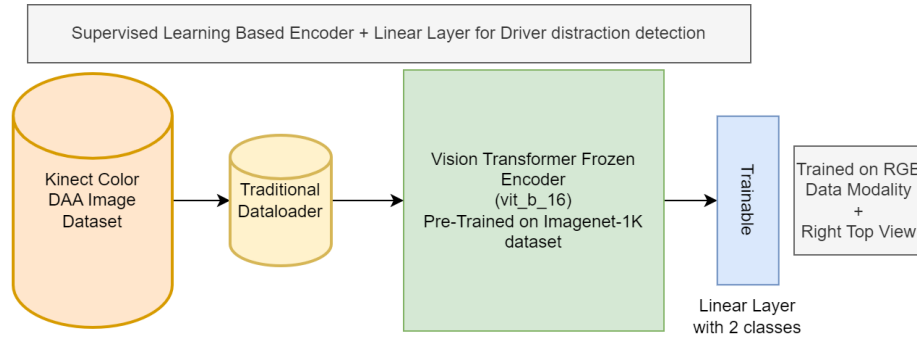 Supervised Learning Based Encoder + Linear Layer for Driver distraction detection
Kinect Color
DAA Image
Dataset
Traditional
Dataloader
Vision Transformer Frozen
Encoder
(vit_b_16)
Pre-Trained on Imagenet-1K
dataset
Trainable
Linear Layer
with 2 classes
Trained on RGB
Data Modality
+
Right Top View